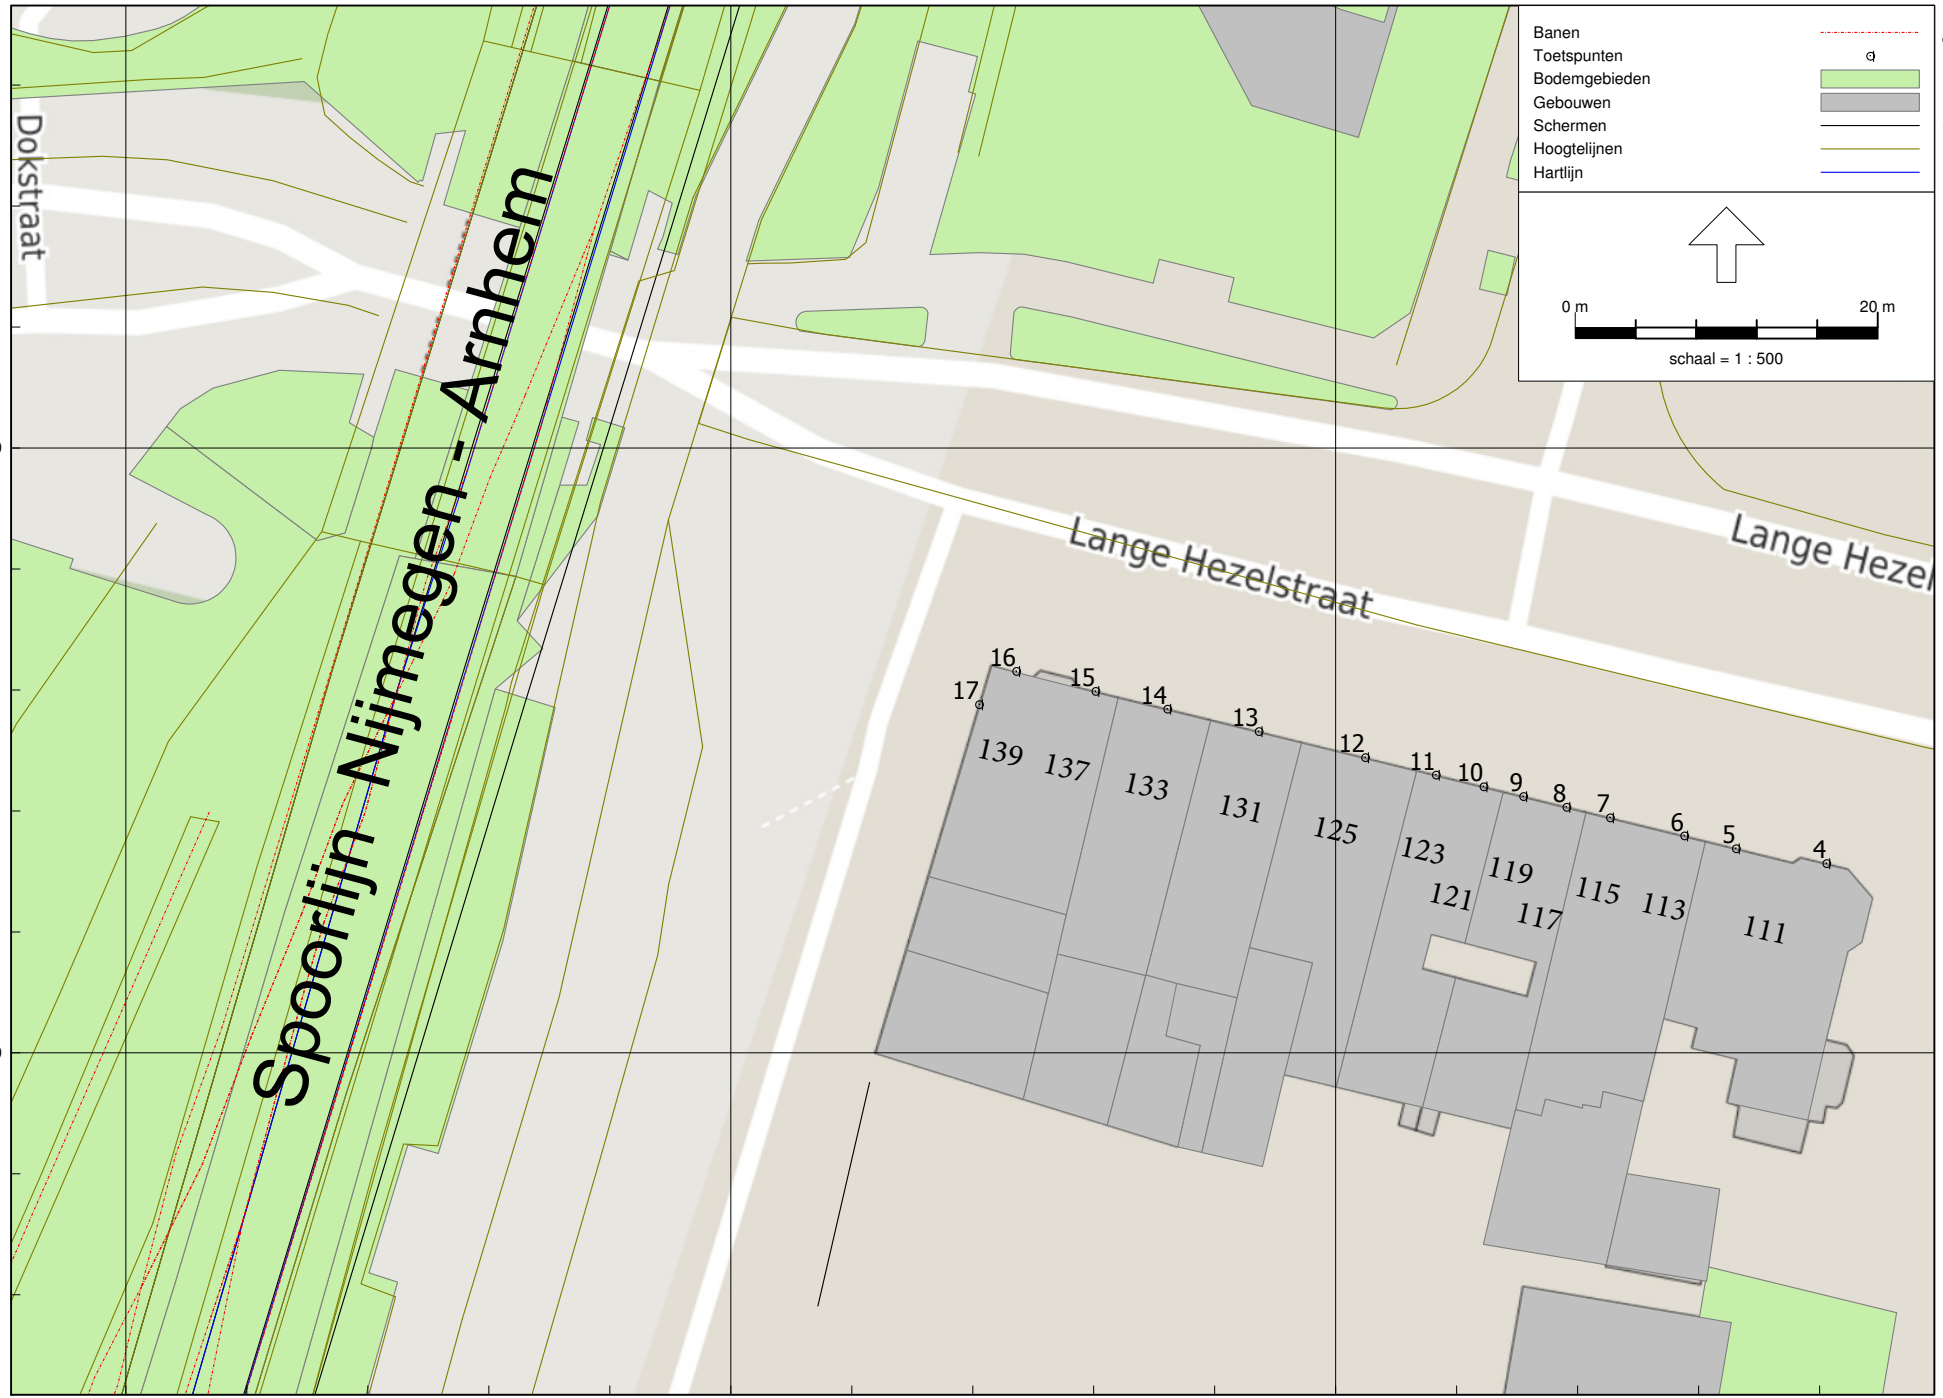 Banen
Toetspunten
Bodemgebieden
Gebouwen
Schermen
Hoogtelijnen
Hartlijn
0 m 20 m
schaal = 1 : 500
Dokstraat
Spoorlijn Nijmegen - Arnhem
Lange Hezelstraat
Lange Hezel
16
17
15
14
13
12
11
10
9
8
7
6
5
4
139
137
133
131
125
123
121
119
117
115
113
111